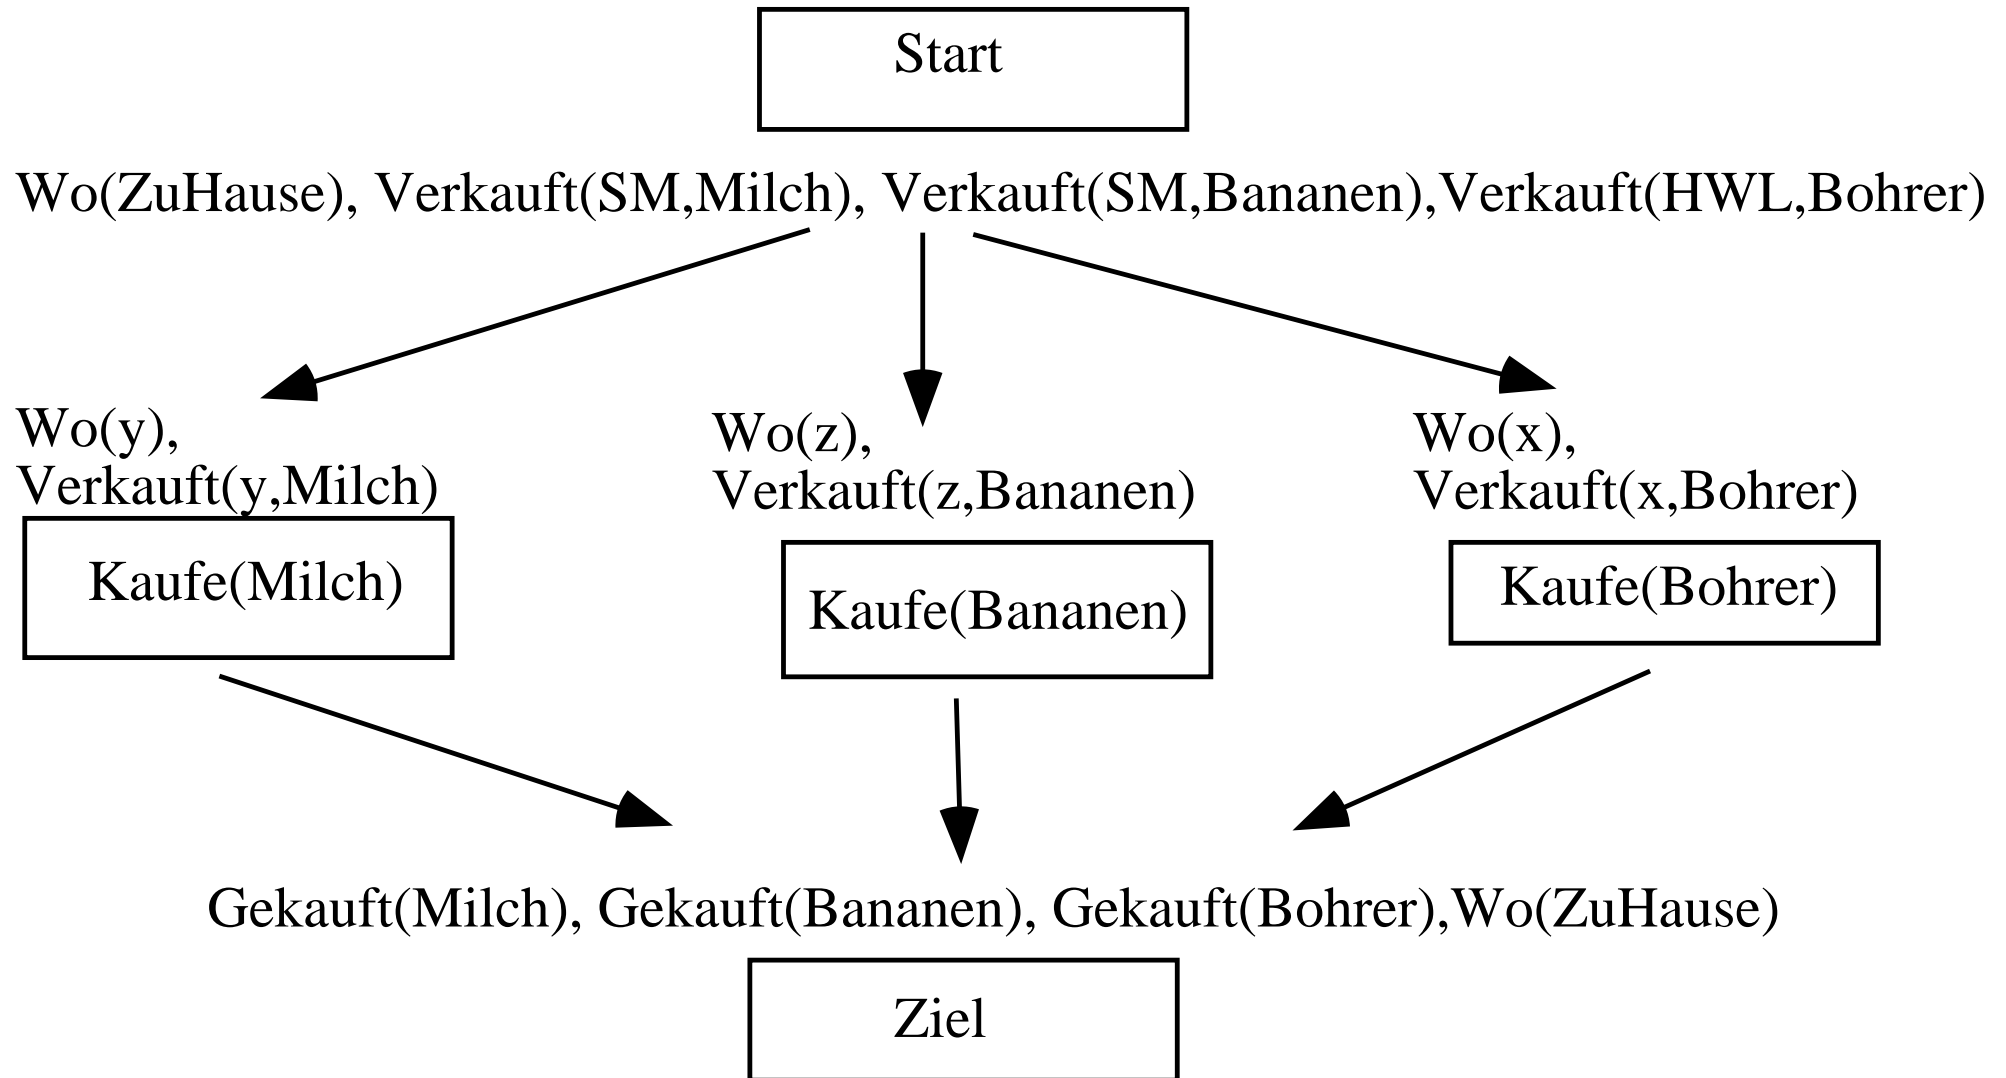 Start
Wo(ZuHause), Verkauft(SM,Milch), Verkauft(SM,Bananen),Verkauft(HWL,Bohrer)
Wo(y),
Verkauft(y,Milch)
Kaufe(Milch)
Wo(z),
Verkauft(z,Bananen)
Kaufe(Bananen)
Wo(x),
Verkauft(x,Bohrer)
Kaufe(Bohrer)
Gekauft(Milch), Gekauft(Bananen), Gekauft(Bohrer),Wo(ZuHause)
Ziel